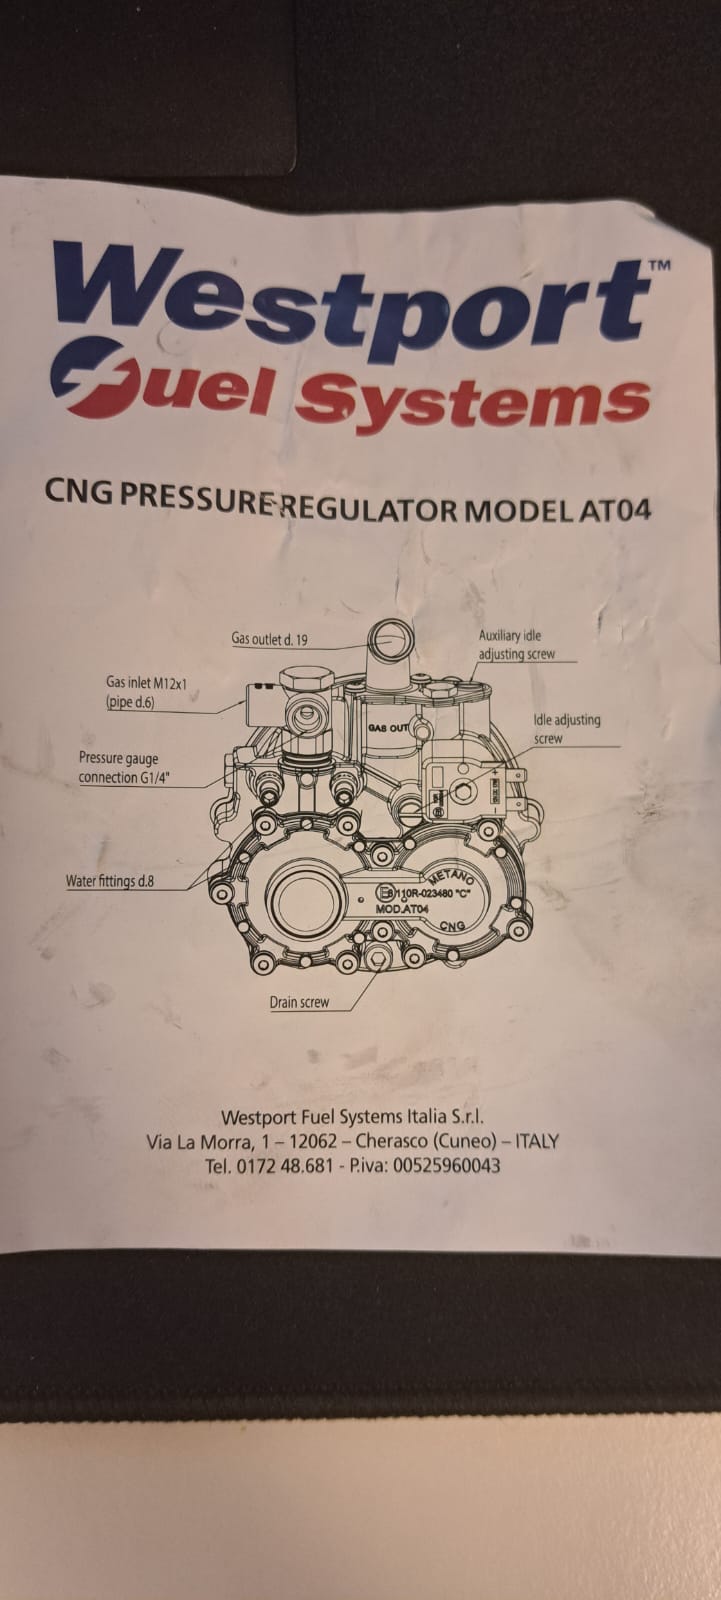 Westport™
Fuel Systems
CNG PRESSURE REGULATOR MODEL AT04
Gas outlet d. 19
Auxiliary idle
adjusting screw
Gas inlet M12x1
(pipe d.6)
Idle adjusting
screw
GAS OUT
Pressure gauge
connection G1/4"
Water fittings d.8
METANO
110R-023480 "C"
MOD.AT04
CNG
Drain screw
Westport Fuel Systems Italia S.r.l.
Via La Morra, 1 – 12062 – Cherasco (Cuneo) – ITALY
Tel. 0172 48.681 - P.iva: 00525960043